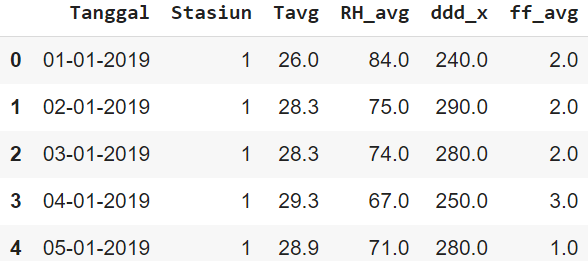 Tanggal Stasiun Tavg RH_avg ddd_x ff_avg
0 01-01-2019 1 26.0 84.0 240.0 2.0
1 02-01-2019 1 28.3 75.0 290.0 2.0
2 03-01-2019 1 28.3 74.0 280.0 2.0
3 04-01-2019 1 29.3 67.0 250.0 3.0
4 05-01-2019 1 28.9 71.0 280.0 1.0